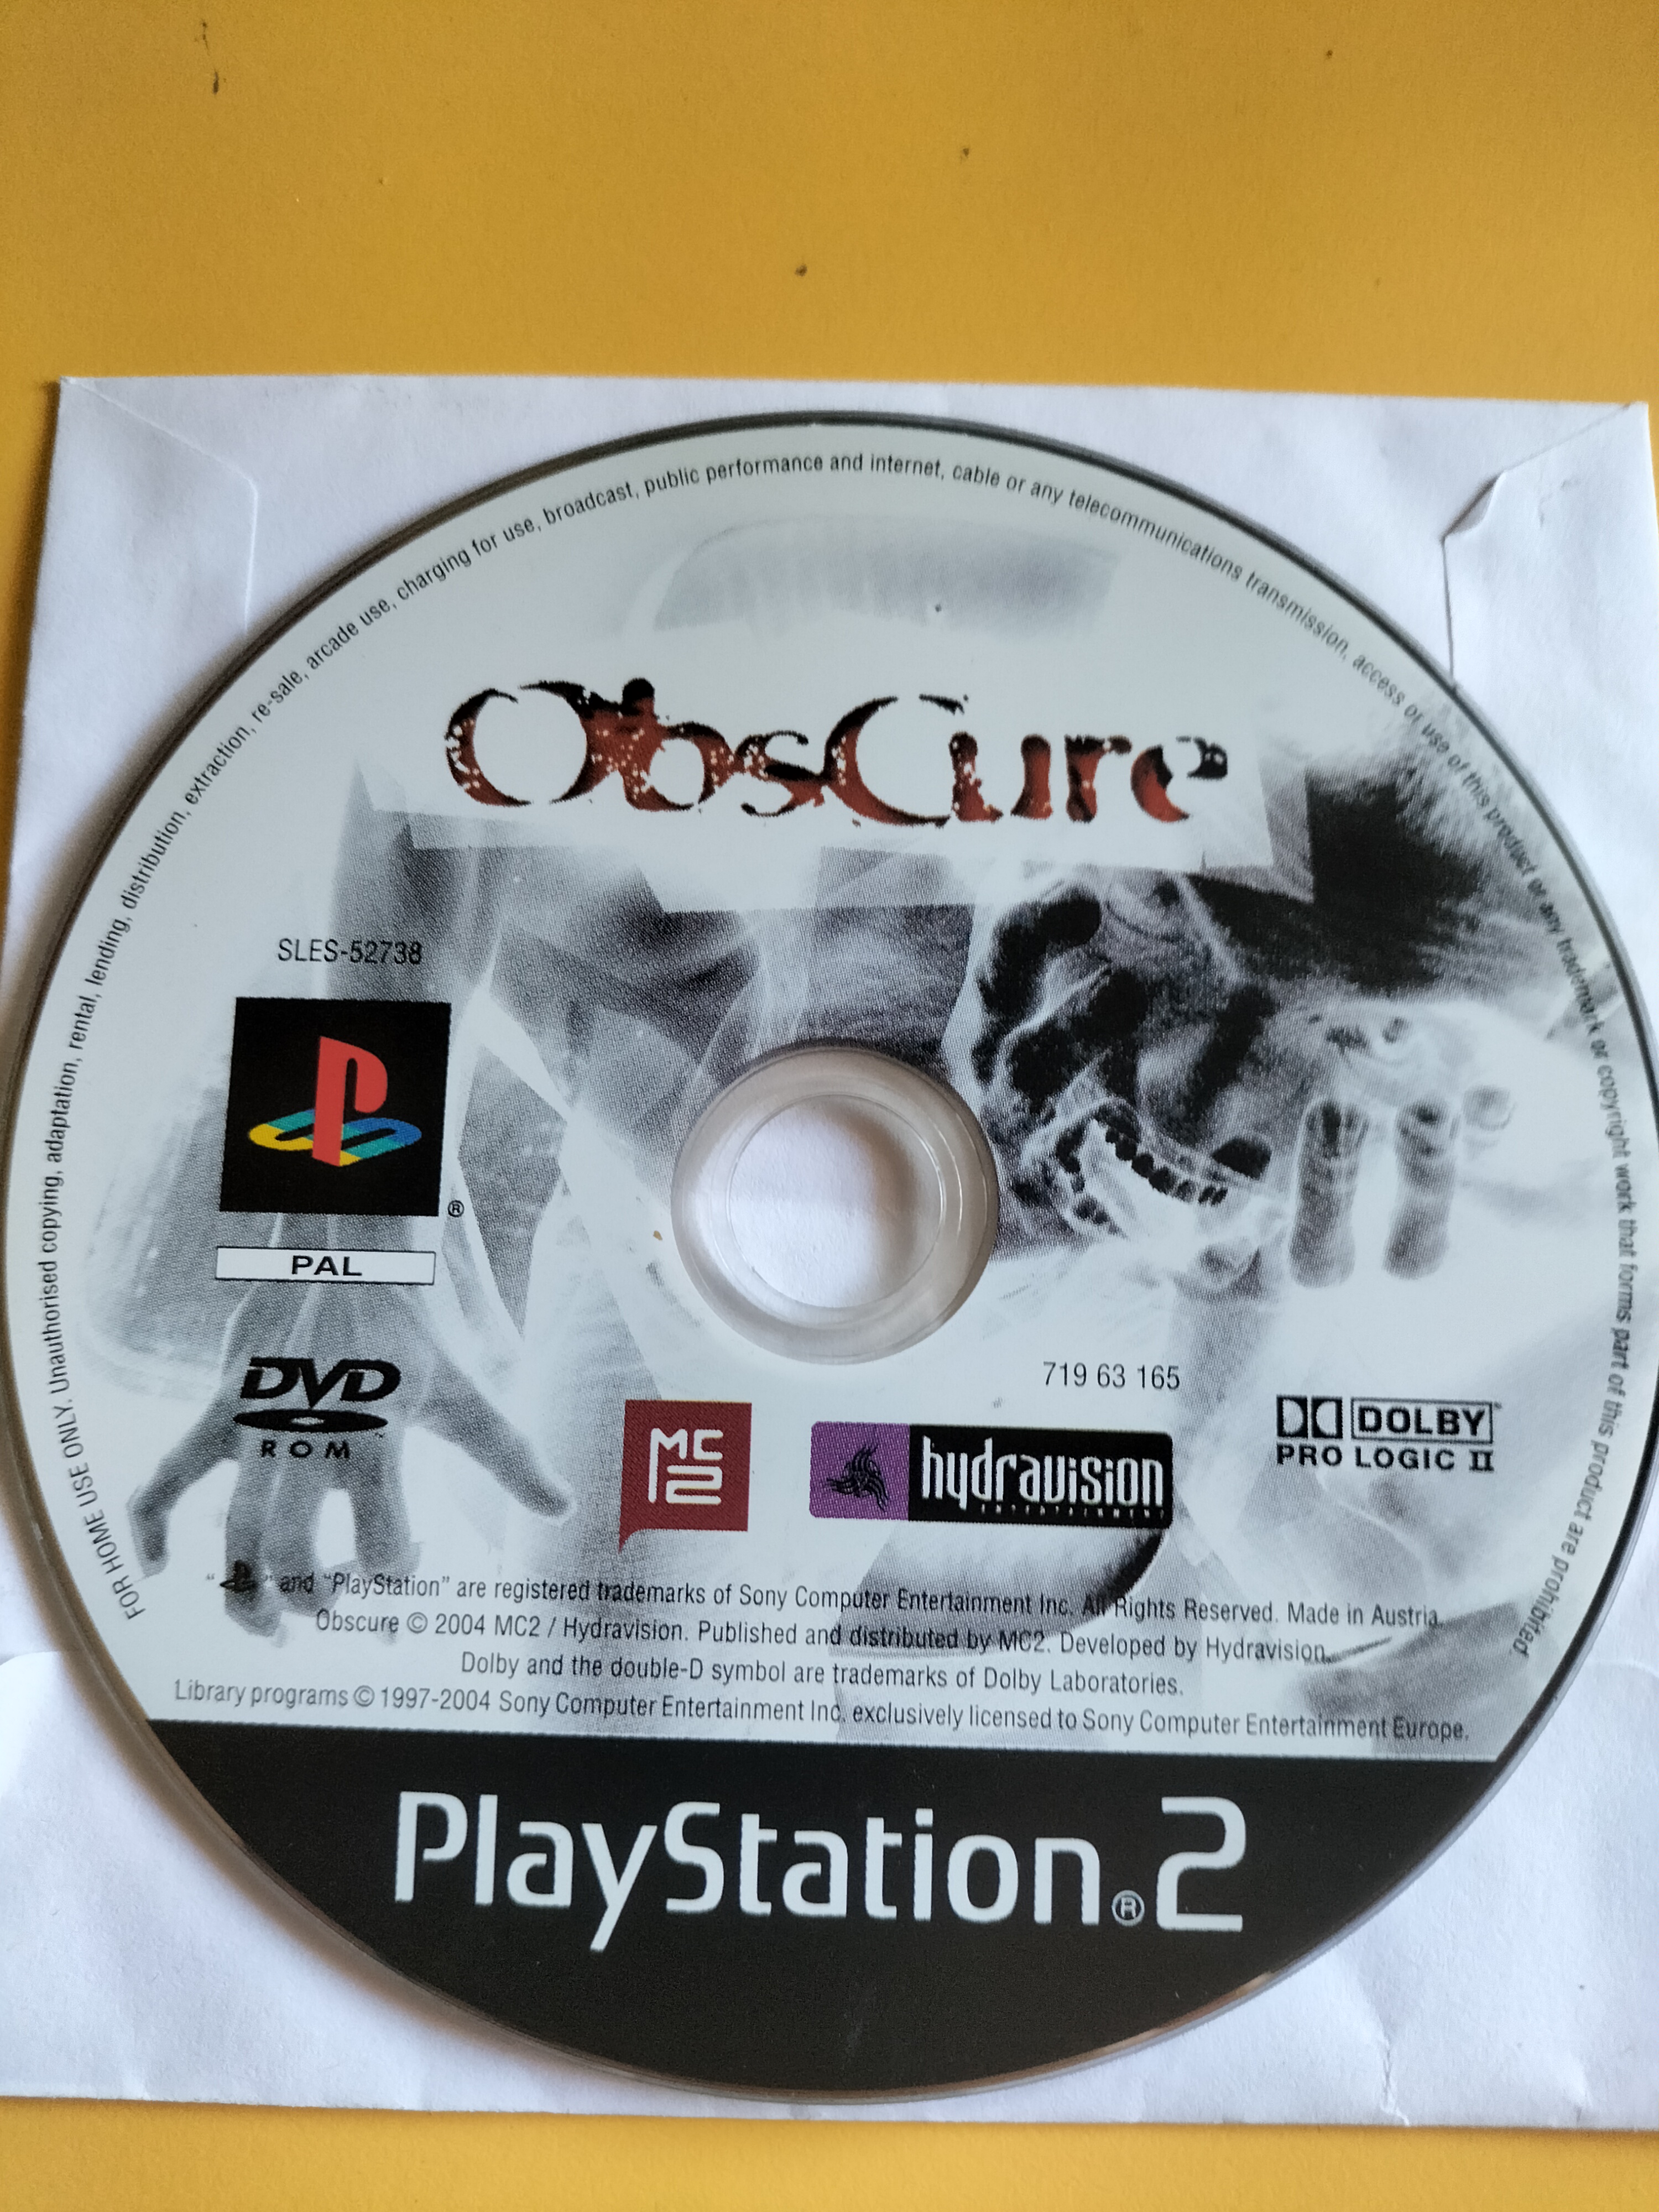 FOR HOME USE ONLY. Unauthorised copying, adaptation, rental, lending, distribution, extraction, re-sale, arcade use, charging for use, broadcast, public performance and internet, cable or any telecommunications transmission, access or use of this product or any trademark or copyright work that forms part of this product are prohibited.
ObsCure
SLES-52738
®
PAL
DVD
ROM
719 63 165
MC2
hydravision
ENTERTAINMENT
DOLBY
PRO LOGIC II
" " and "PlayStation" are registered trademarks of Sony Computer Entertainment Inc. All Rights Reserved. Made in Austria.
Obscure © 2004 MC2 / Hydravision. Published and distributed by MC2. Developed by Hydravision.
Dolby and the double-D symbol are trademarks of Dolby Laboratories.
Library programs © 1997-2004 Sony Computer Entertainment Inc. exclusively licensed to Sony Computer Entertainment Europe.
PlayStation®2